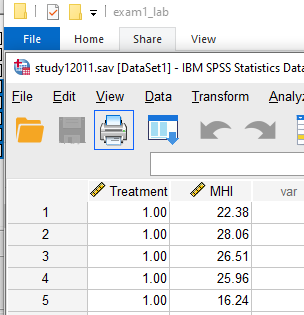 exam1_lab
File Home Share View
study12011.sav [DataSet1] - IBM SPSS Statistics Data
File Edit View Data Transform Analyz
Treatment MHI var
1 1.00 22.38
2 1.00 28.06
3 1.00 26.51
4 1.00 25.96
5 1.00 16.24